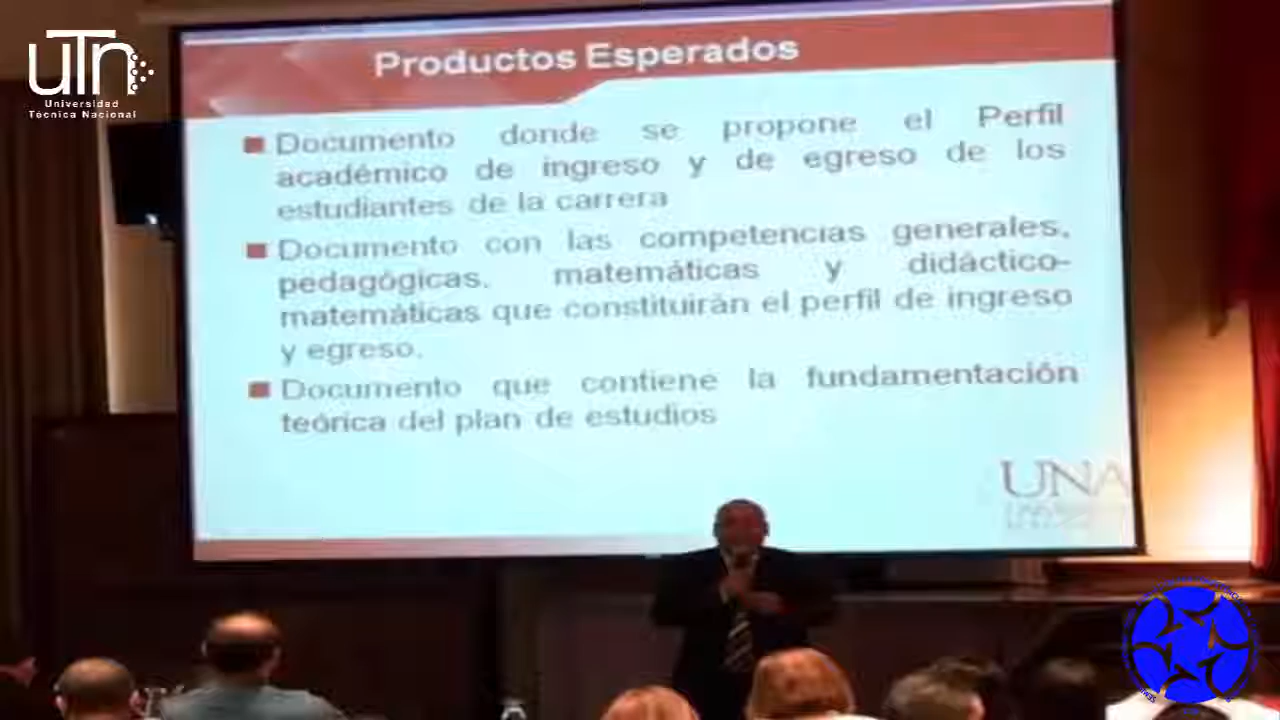 utn
Universidad
Técnica Nacional
Productos Esperados
Documento donde se propone el Perfil
académico de ingreso y de egreso de los
estudiantes de la carrera
Documento con las competencias generales,
pedagógicas, matemáticas y didáctico-
matemáticas que constituirán el perfil de ingreso
y egreso.
Documento que contiene la fundamentación
teórica del plan de estudios
UNA